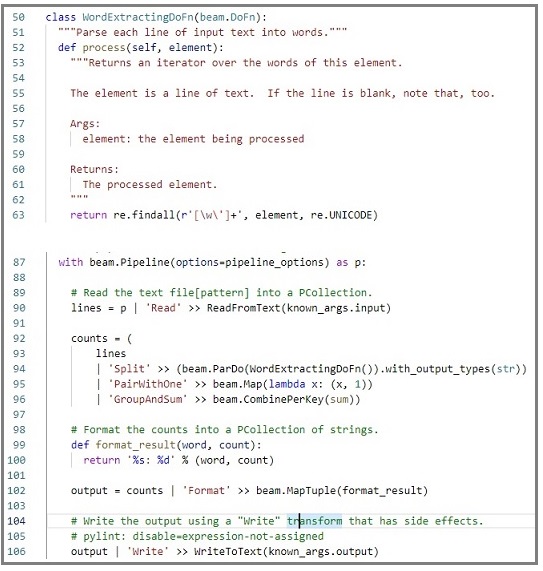 50 class WordExtractingDoFn(beam.DoFn):
51   """Parse each line of input text into words."""
52   def process(self, element):
53     """Returns an iterator over the words of this element.
54
55     The element is a line of text.  If the line is blank, note that, too.
56
57     Args:
58       element: the element being processed
59
60     Returns:
61       The processed element.
62     """
63     return re.findall(r'[\w\']+', element, re.UNICODE)
87   with beam.Pipeline(options=pipeline_options) as p:
88
89     # Read the text file[pattern] into a PCollection.
90     lines = p | 'Read' >> ReadFromText(known_args.input)
91
92     counts = (
93         lines
94         | 'Split' >> (beam.ParDo(WordExtractingDoFn()).with_output_types(str))
95         | 'PairWithOne' >> beam.Map(lambda x: (x, 1))
96         | 'GroupAndSum' >> beam.CombinePerKey(sum))
97
98     # Format the counts into a PCollection of strings.
99     def format_result(word, count):
100       return '%s: %d' % (word, count)
101
102     output = counts | 'Format' >> beam.MapTuple(format_result)
103
104     # Write the output using a "Write" transform that has side effects.
105     # pylint: disable=expression-not-assigned
106     output | 'Write' >> WriteToText(known_args.output)